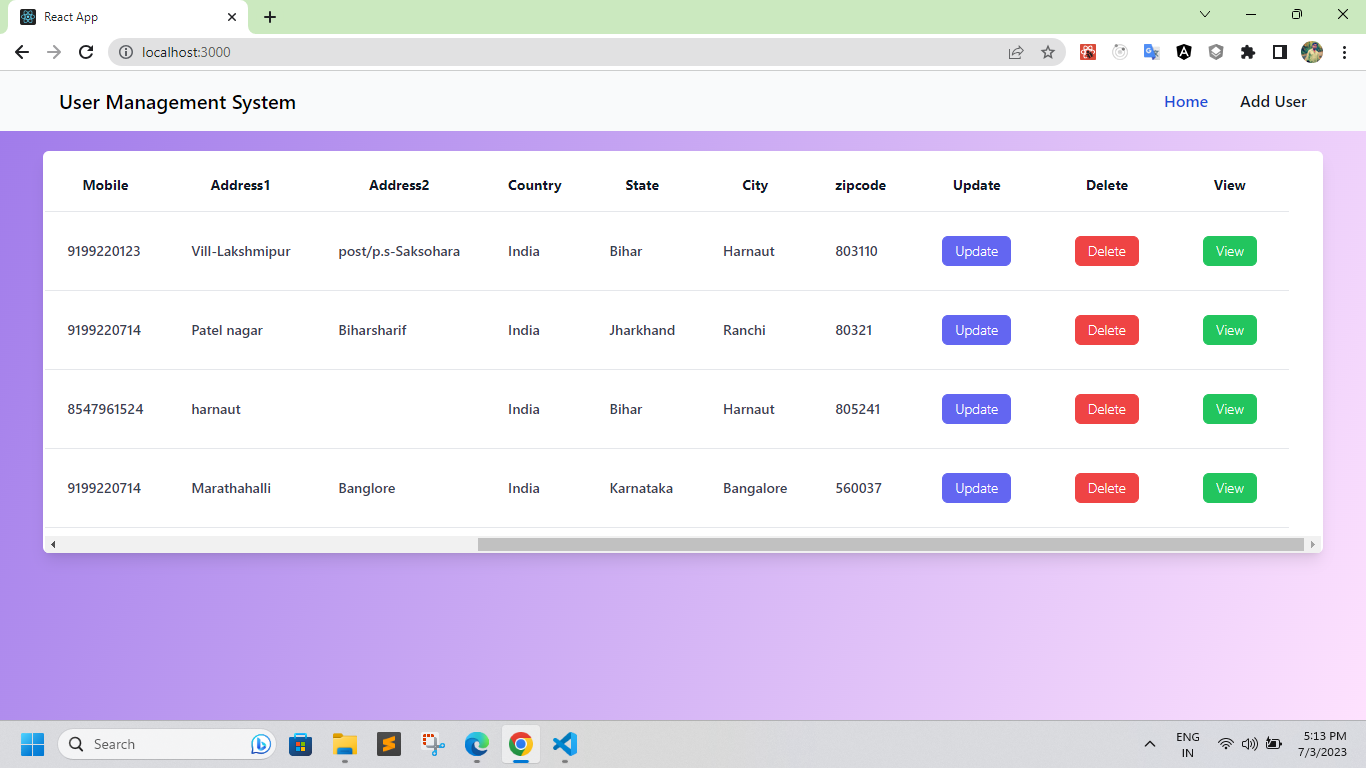 React App
localhost:3000
User Management System Home Add User
Mobile Address1 Address2 Country State City zipcode Update Delete View
9199220123 Vill-Lakshmipur post/p.s-Saksohara India Bihar Harnaut 803110 Update Delete View
9199220714 Patel nagar Biharsharif India Jharkhand Ranchi 80321 Update Delete View
8547961524 harnaut India Bihar Harnaut 805241 Update Delete View
9199220714 Marathahalli Banglore India Karnataka Bangalore 560037 Update Delete View
Search
ENG
IN
5:13 PM
7/3/2023